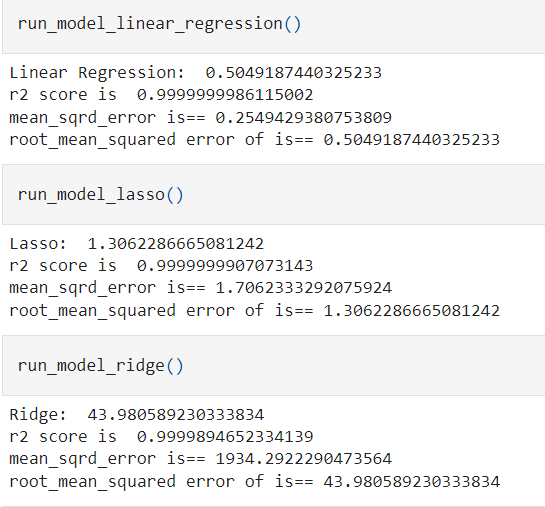 run_model_linear_regression()
Linear Regression:  0.5049187440325233
r2 score is  0.9999999986115002
mean_sqrd_error is== 0.2549429380753809
root_mean_squared error of is== 0.5049187440325233
run_model_lasso()
Lasso:  1.3062286665081242
r2 score is  0.9999999907073143
mean_sqrd_error is== 1.7062333292075924
root_mean_squared error of is== 1.3062286665081242
run_model_ridge()
Ridge:  43.980589230333834
r2 score is  0.9999894652334139
mean_sqrd_error is== 1934.2922290473564
root_mean_squared error of is== 43.980589230333834